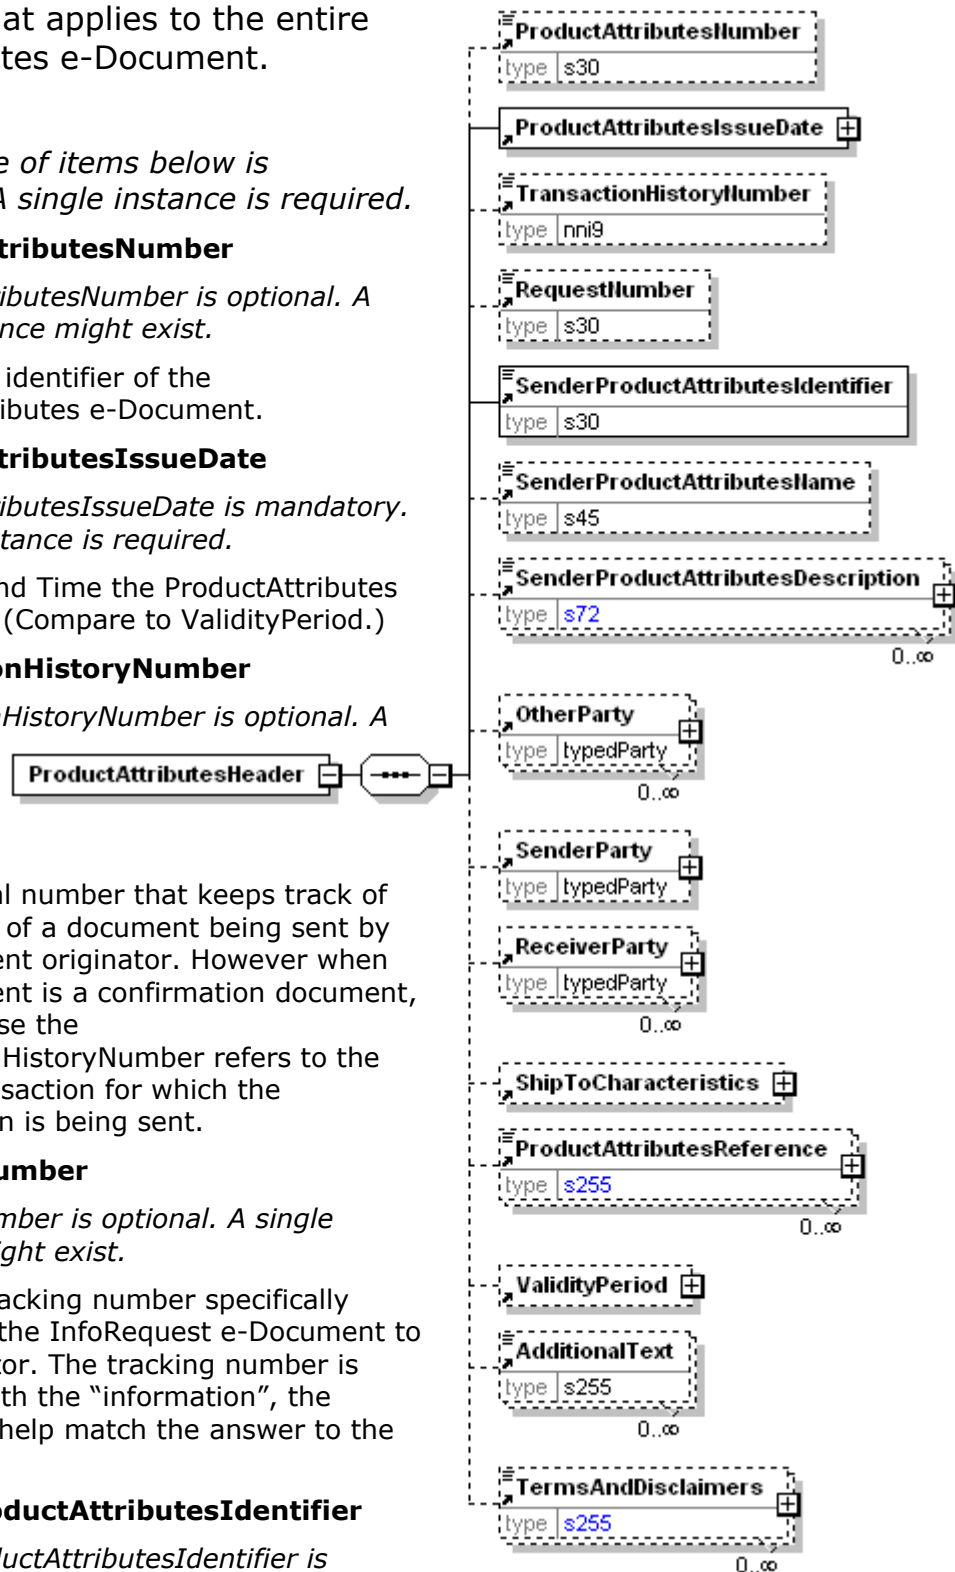 at applies to the entire
tes e-Document.
e of items below is
A single instance is required.
tributesNumber
ributesNumber is optional. A
nce might exist.
identifier of the
ributes e-Document.
tributesIssueDate
ributesIssueDate is mandatory.
tance is required.
nd Time the ProductAttributes
(Compare to ValidityPeriod.)
onHistoryNumber
nHistoryNumber is optional. A
ProductAttributesHeader
al number that keeps track of
of a document being sent by
ent originator. However when
ent is a confirmation document,
se the
HistoryNumber refers to the
nsaction for which the
n is being sent.
umber
mber is optional. A single
ight exist.
acking number specifically
the InfoRequest e-Document to
tor. The tracking number is
th the “information”, the
help match the answer to the
oductAttributesIdentifier
ductAttributesIdentifier is
ProductAttributesNumber
type s30
ProductAttributesIssueDate
TransactionHistoryNumber
type nni9
RequestNumber
type s30
SenderProductAttributesIdentifier
type s30
SenderProductAttributesName
type s45
SenderProductAttributesDescription
type s72
0..∞
OtherParty
type typedParty
0..∞
SenderParty
type typedParty
ReceiverParty
type typedParty
0..∞
ShipToCharacteristics
ProductAttributesReference
type s255
0..∞
ValidityPeriod
AdditionalText
type s255
0..∞
TermsAndDisclaimers
type s255
0..∞